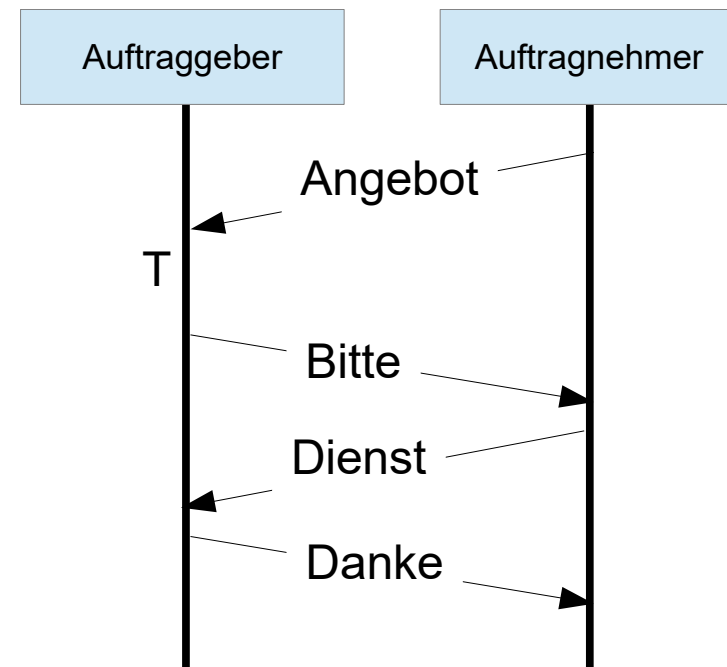 Auftraggeber
Auftragnehmer
Angebot
T
Bitte
Dienst
Danke